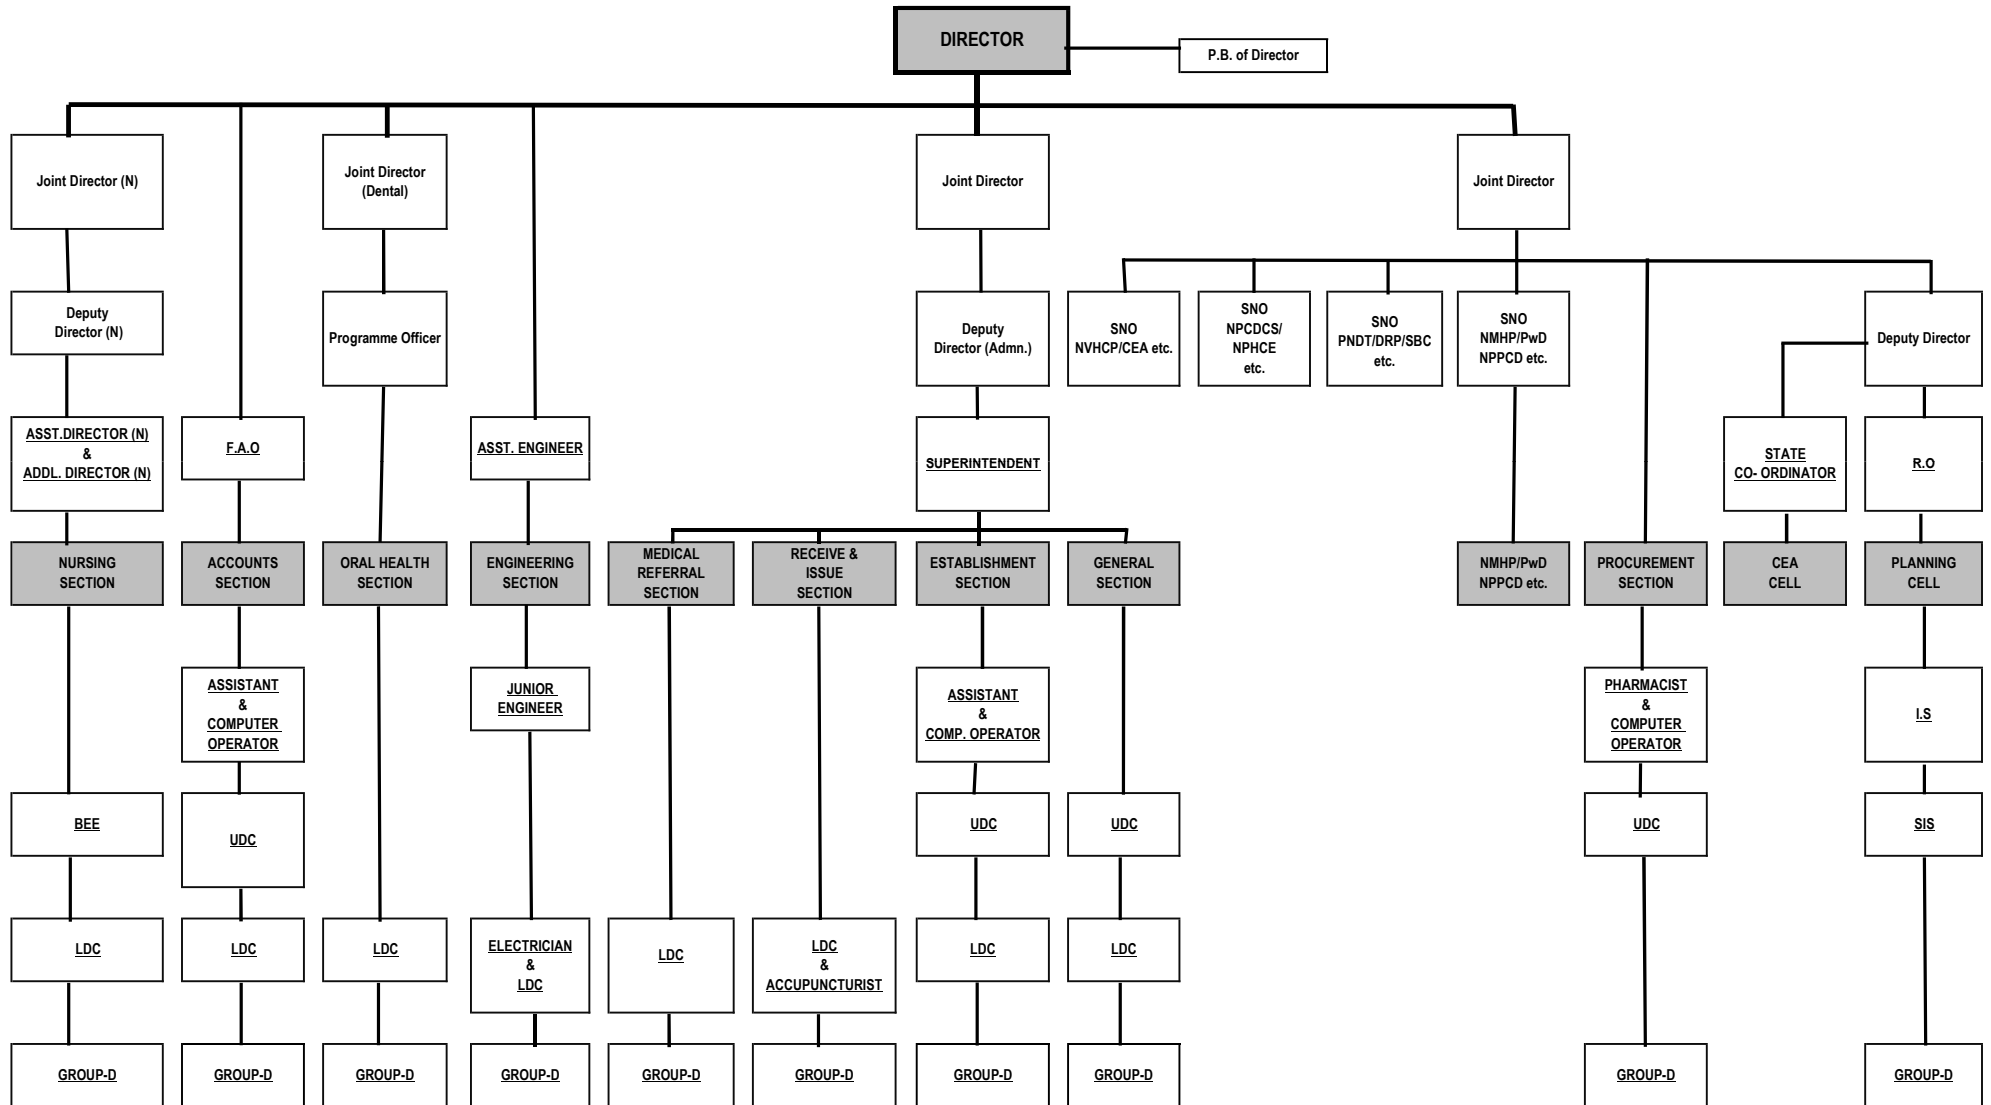 DIRECTOR
P.B. of Director
Joint Director (N)
Joint Director
(Dental)
Joint Director
Joint Director
Deputy
Director (N)
Programme Officer
Deputy
Director (Admn.)
SNO
NVHCP/CEA etc.
SNO
NPCDCS/
NPHCE
etc.
SNO
PNDT/DRP/SBC
etc.
SNO
NMHP/PwD
NPPCD etc.
Deputy Director
ASST.DIRECTOR (N)
&
ADDL. DIRECTOR (N)
F.A.O
ASST. ENGINEER
SUPERINTENDENT
STATE
CO- ORDINATOR
R.O
NURSING
SECTION
ACCOUNTS
SECTION
ORAL HEALTH
SECTION
ENGINEERING
SECTION
MEDICAL
REFERRAL
SECTION
RECEIVE &
ISSUE
SECTION
ESTABLISHMENT
SECTION
GENERAL
SECTION
NMHP/PwD
NPPCD etc.
PROCUREMENT
SECTION
CEA
CELL
PLANNING
CELL
ASSISTANT
&
COMPUTER
OPERATOR
JUNIOR
ENGINEER
ASSISTANT
&
COMP. OPERATOR
PHARMACIST
&
COMPUTER
OPERATOR
I.S
BEE
UDC
UDC
UDC
UDC
SIS
LDC
LDC
LDC
ELECTRICIAN
&
LDC
LDC
LDC
&
ACCUPUNCTURIST
LDC
LDC
GROUP-D
GROUP-D
GROUP-D
GROUP-D
GROUP-D
GROUP-D
GROUP-D
GROUP-D
GROUP-D
GROUP-D